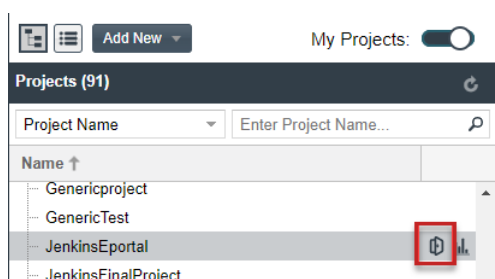 Add New
My Projects:
Projects (91)
Project Name
Enter Project Name...
Name ↑
Genericproject
GenericTest
JenkinsEportal
JenkinsFinalProject